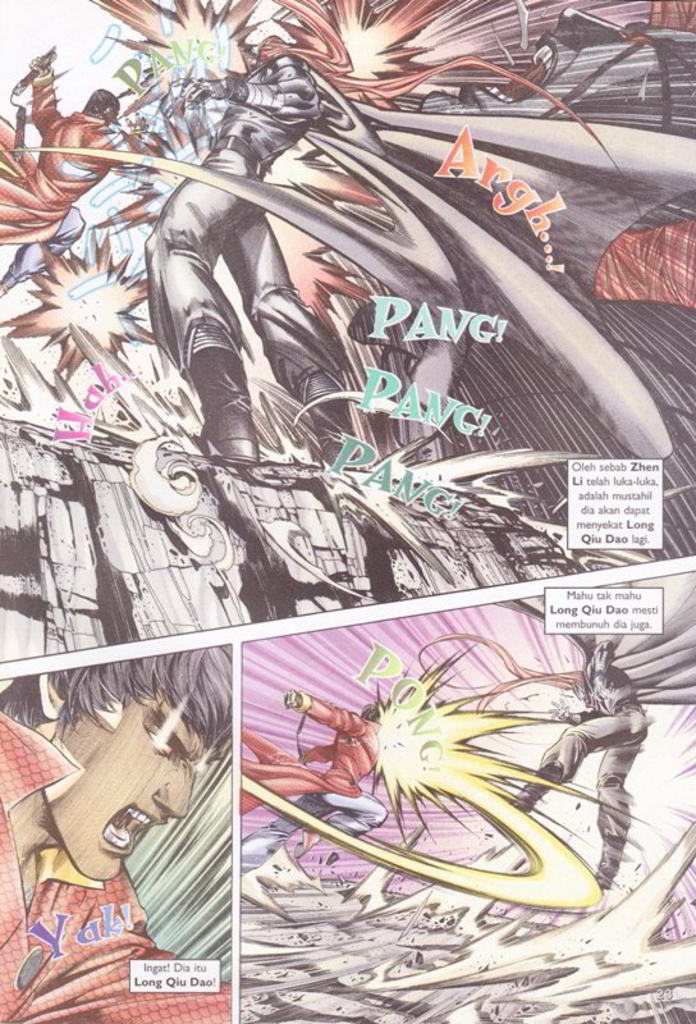 PANG!
Argh...!
PANG!
PANG!
PANG!
Hah..
Oleh sebab Zhen
Li telah luka-luka,
adalah mustahil
dia akan dapat
menyekat Long
Qiu Dao lagi.
Mahu tak mahu
Long Qiu Dao mesti
membunuh dia juga.
PONG!
Yak!
Ingat! Dia itu
Long Qiu Dao!